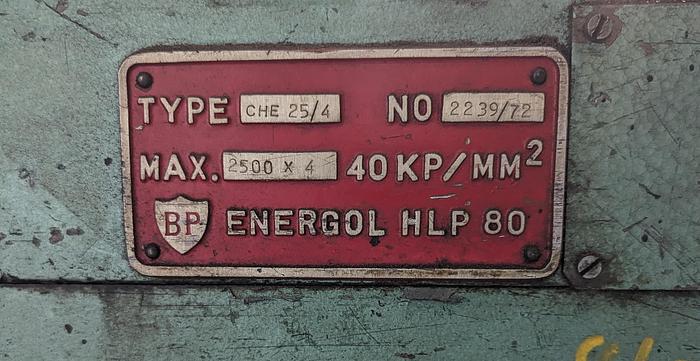 TYPE CHE 25/4 NO 2239/72
MAX. 2500 X 4 40 KP/MM²
BP ENERGOL HLP 80